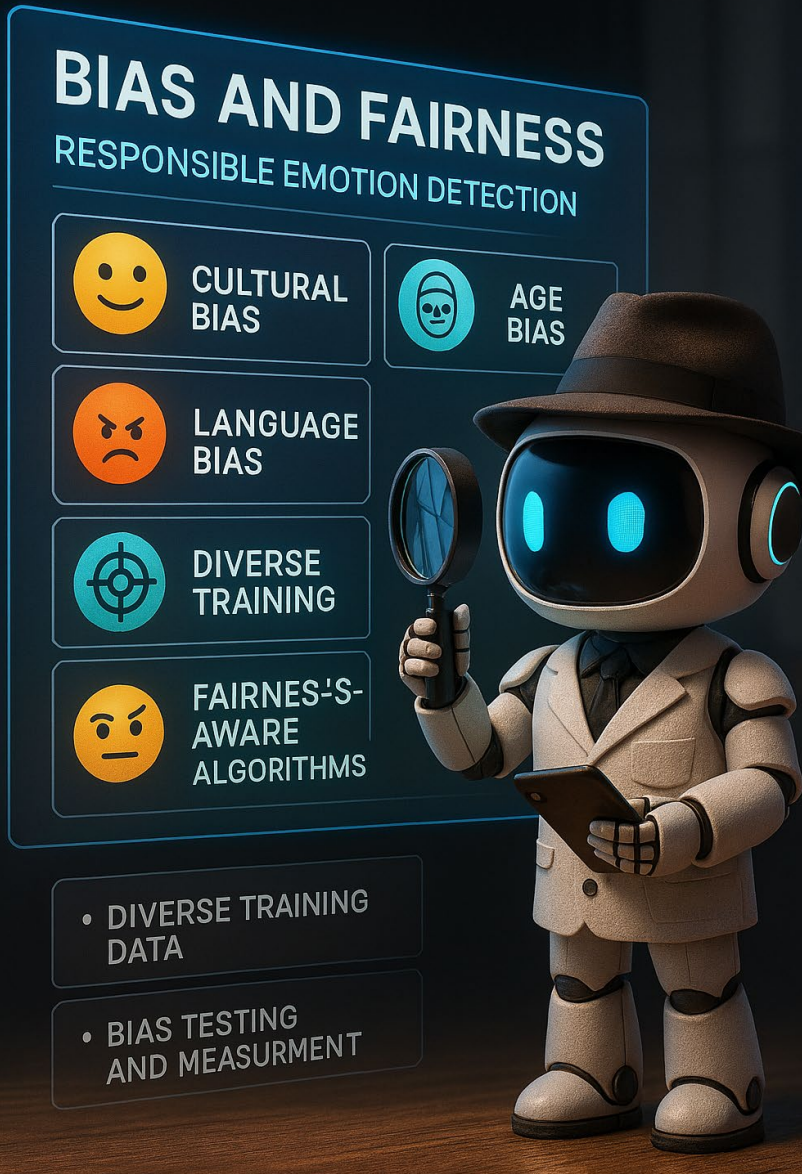 BIAS AND FAIRNESS
RESPONSIBLE EMOTION DETECTION
CULTURAL
BIAS
AGE
BIAS
LANGUAGE
BIAS
DIVERSE
TRAINING
FAIRNES-'S-
AWARE
ALGORITHMS
• DIVERSE TRAINING
DATA
• BIAS TESTING
AND MEASURMENT